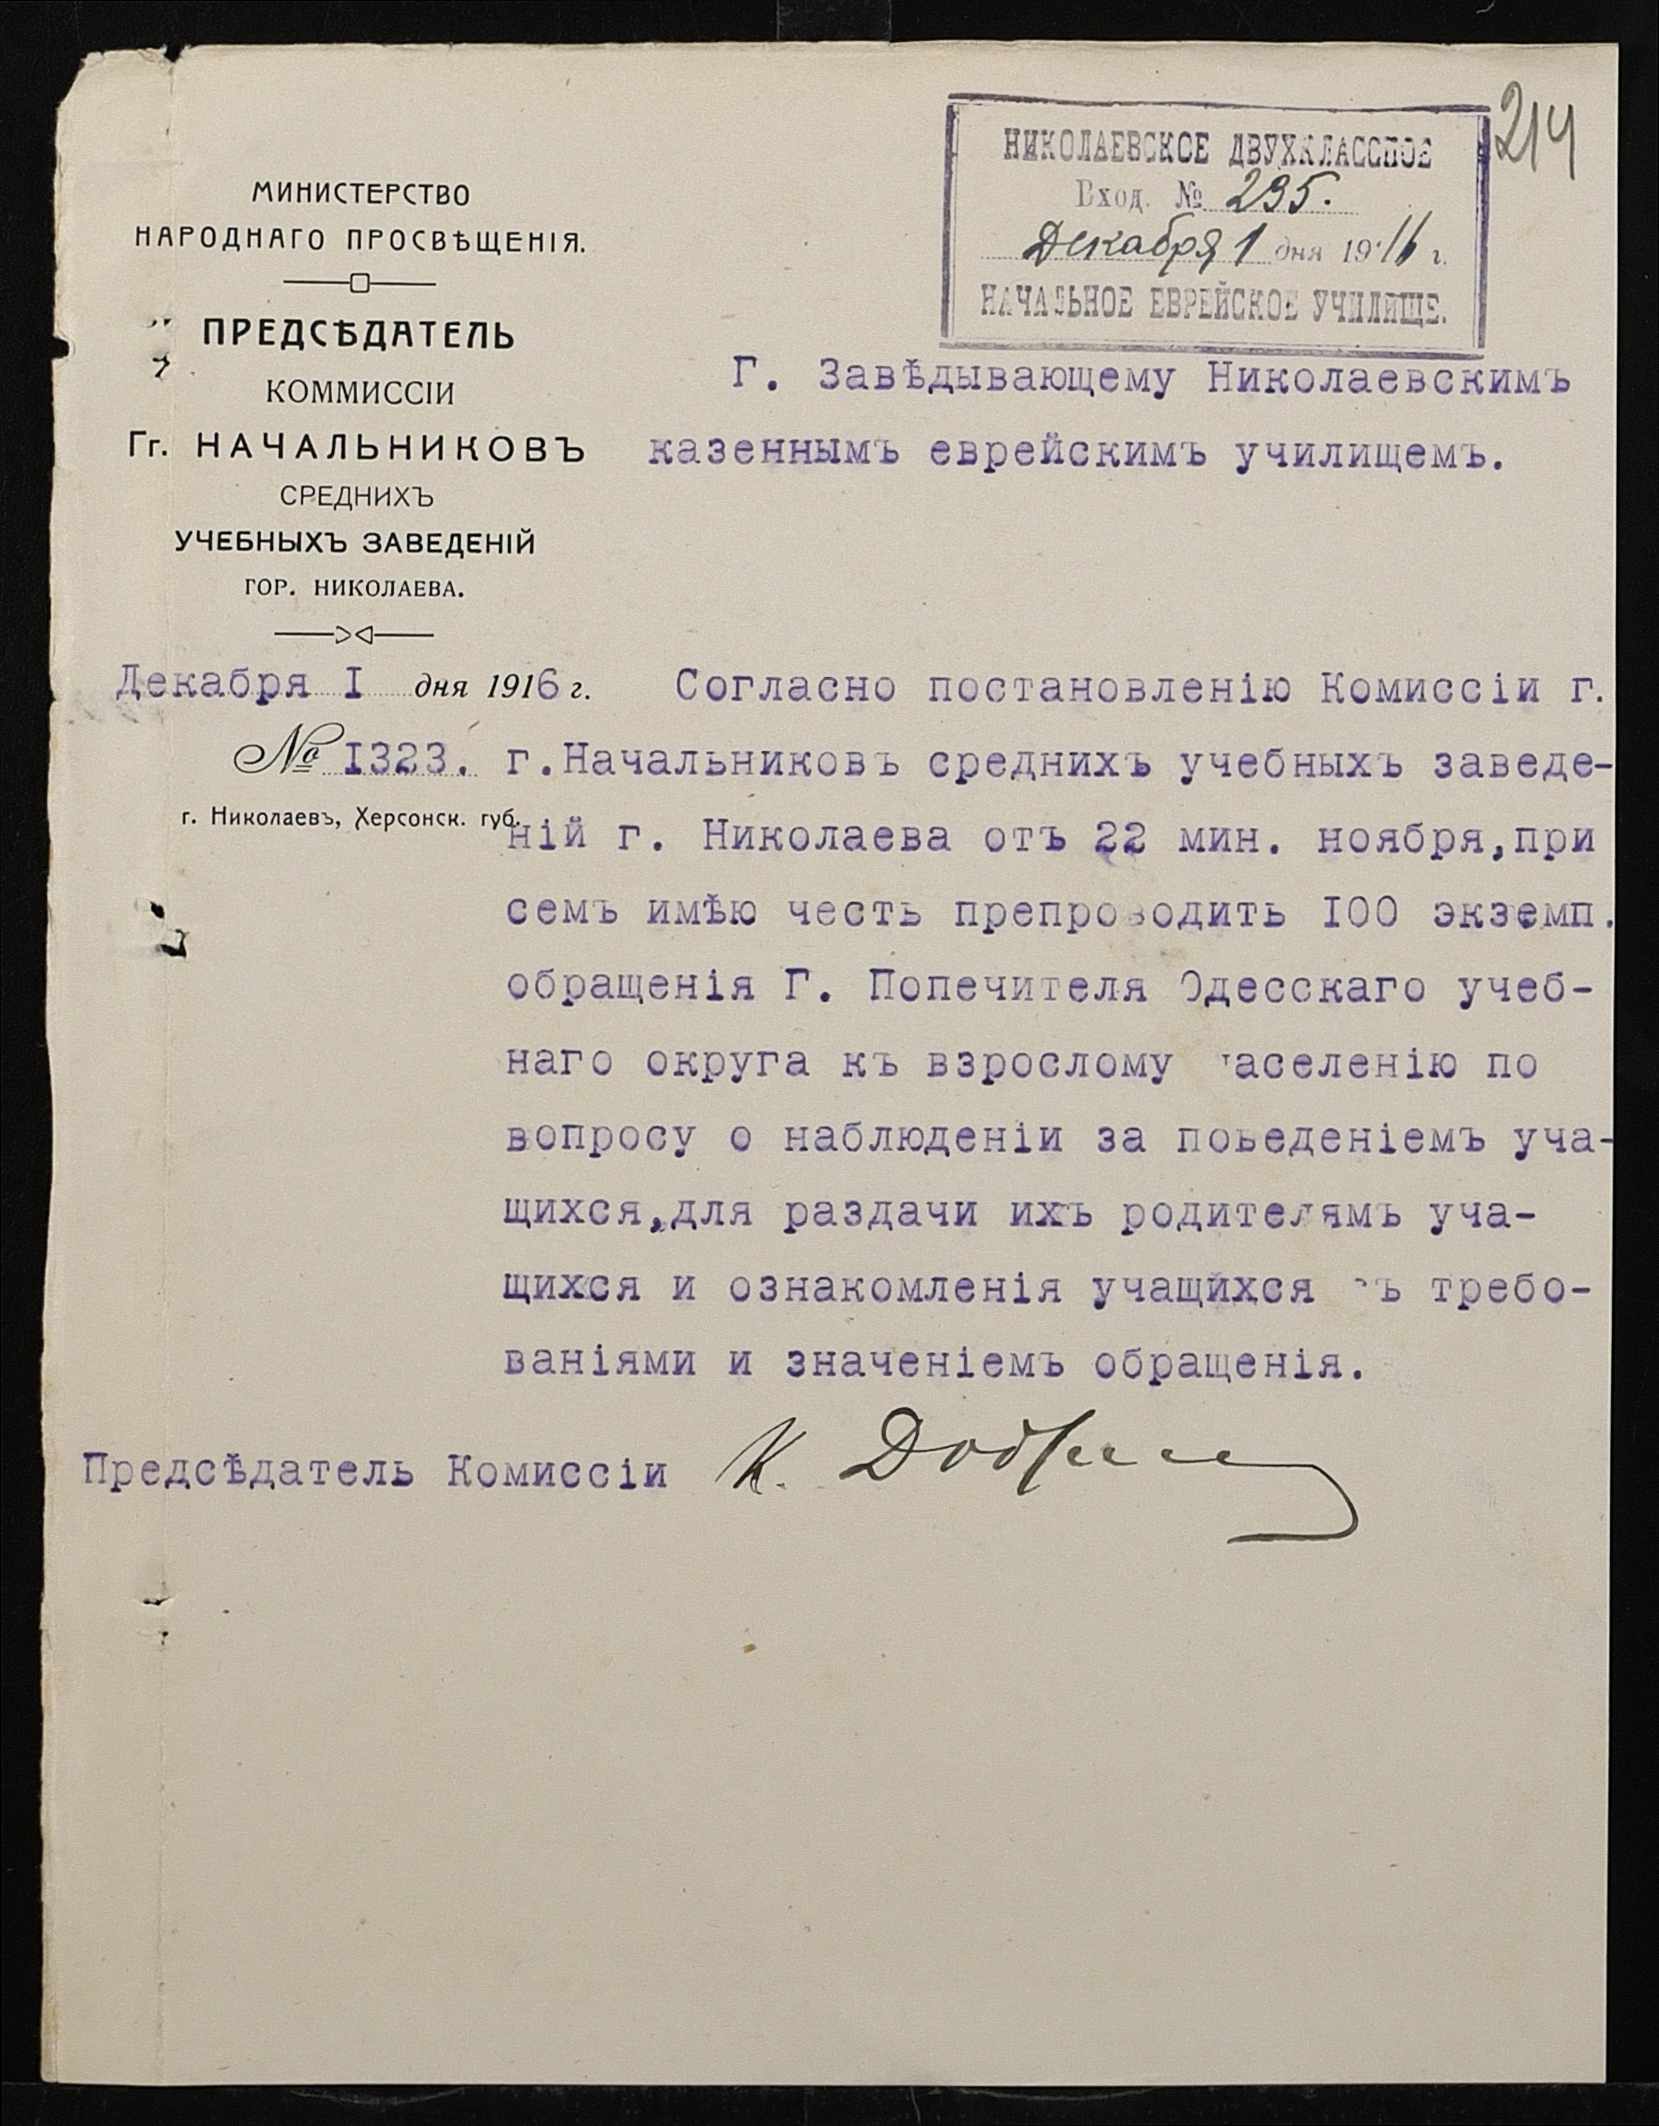 214
НИКОЛАЕВСКОЕ ДВУХКЛАССНОЕ
Вход. № 295.
Декабря 1 дня 1916 г.
НАЧАЛЬНОЕ ЕВРЕЙСКОЕ УЧИЛИЩЕ.
МИНИСТЕРСТВО
НАРОДНАГО ПРОСВѢЩЕНІЯ.
ПРЕДСѢДАТЕЛЬ
КОММИССІИ
Гг. НАЧАЛЬНИКОВЪ
СРЕДНИХЪ
УЧЕБНЫХЪ ЗАВЕДЕНІЙ
ГОР. НИКОЛАЕВА.
Декабря I дня 1916 г.
№ I323.
г. Николаевъ, Херсонск. губ.
Г. Завѣдывающему Николаевскимъ
казеннымъ еврейскимъ училищемъ.
Согласно постановленію Комиссіи г.
г.Начальниковъ среднихъ учебныхъ заведе-
ній г. Николаева отъ 22 мин. ноября,при
семъ имѣю честь препроводить I00 экземп.
обращенія Г. Попечителя Одесскаго учеб-
наго округа къ взрослому населенію по
вопросу о наблюденіи за поведеніемъ уча-
щихся,для раздачи ихъ родителямъ уча-
щихся и ознакомленія учащихся съ требо-
ваніями и значеніемъ обращенія.
Предсѣдатель Комиссіи К.